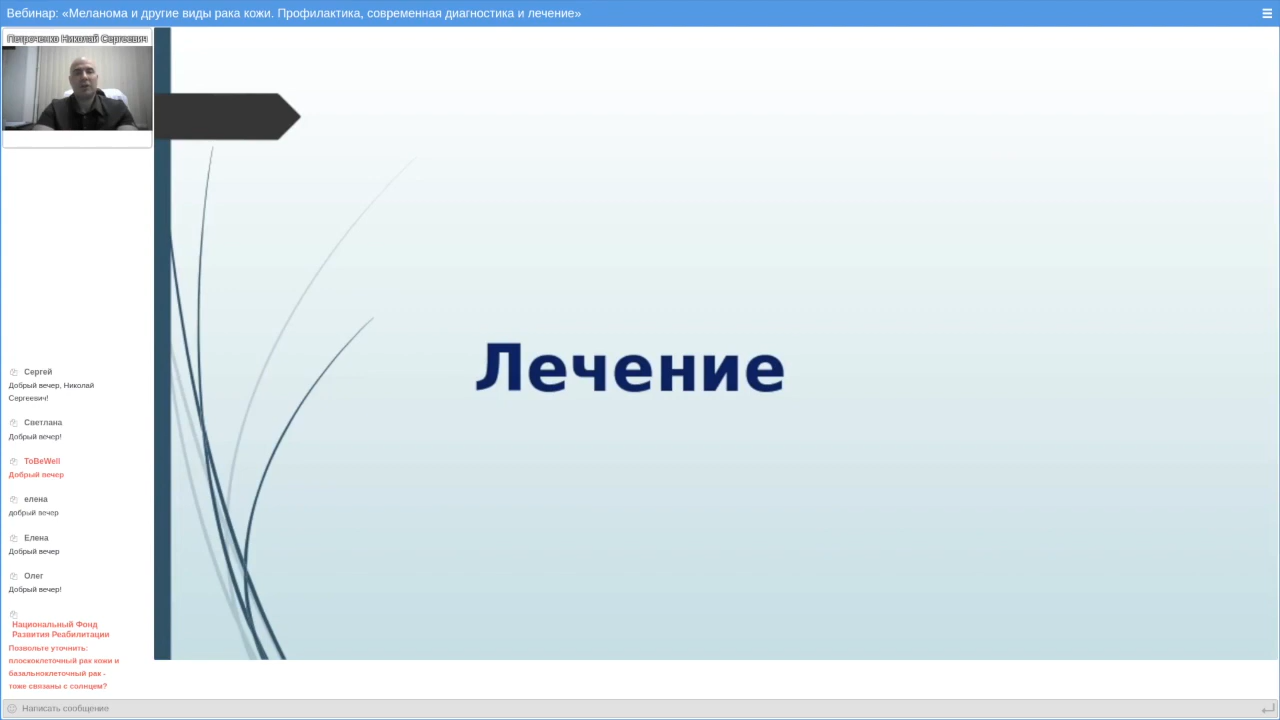 Вебинар: «Меланома и другие виды рака кожи. Профилактика, современная диагностика и лечение»
Петроченко Николай Сергеевич
Лечение
Сергей
Добрый вечер, Николай
Сергеевич!
Светлана
Добрый вечер!
ToBeWell
Добрый вечер
елена
добрый вечер
Елена
Добрый вечер
Олег
Добрый вечер!
Национальный Фонд
Развития Реабилитации
Позвольте уточнить:
плоскоклеточный рак кожи и
базальноклеточный рак -
тоже связаны с солнцем?
Написать сообщение